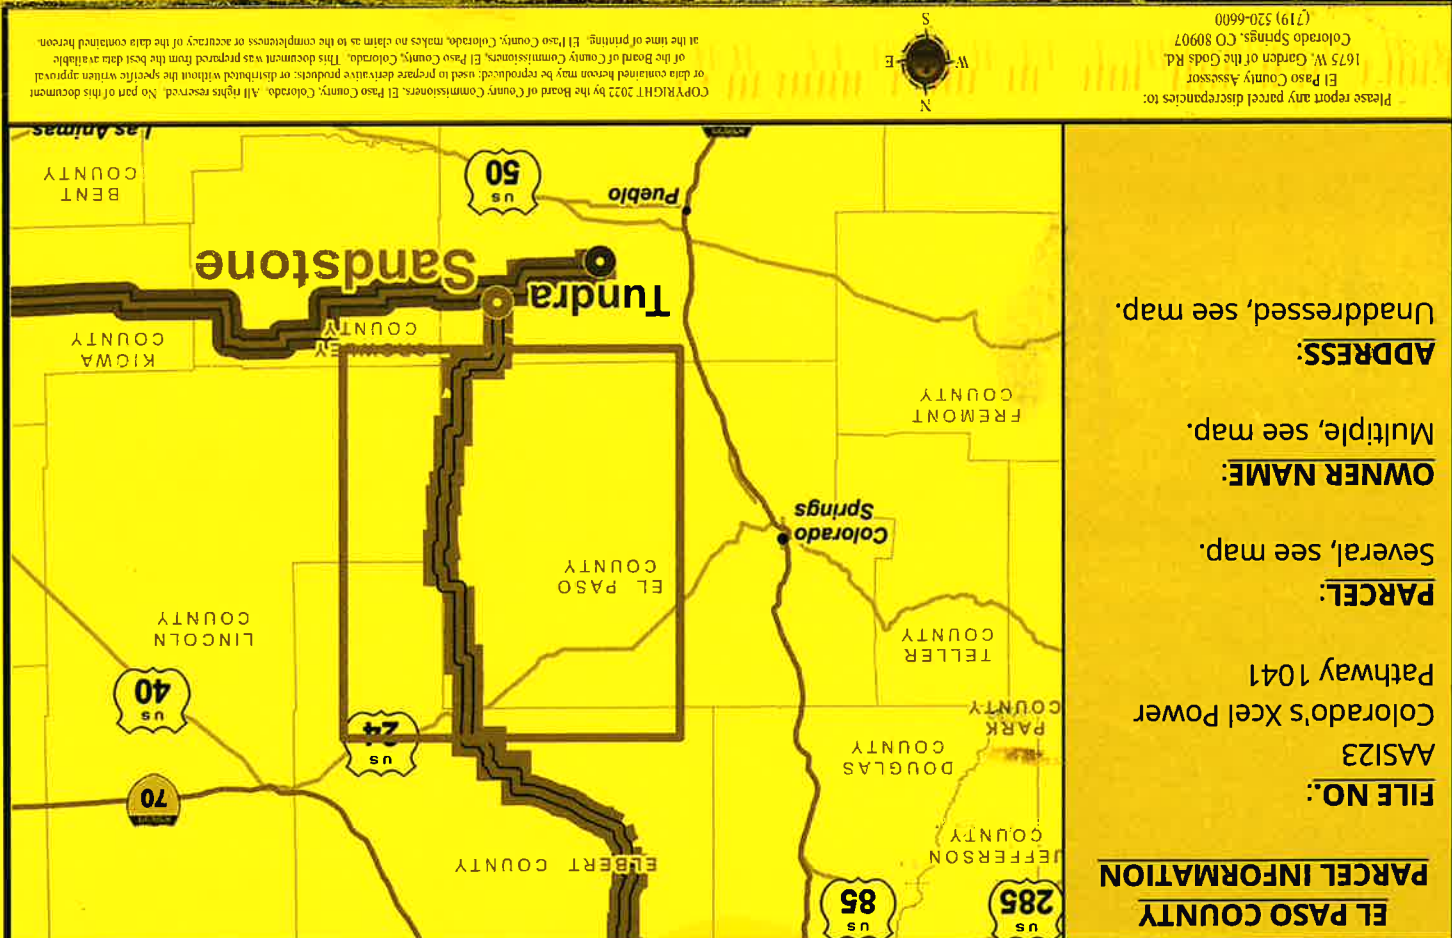 EL PASO COUNTY
PARCEL INFORMATION
FILE NO.:
AASI23
Colorado's Xcel Power
Pathway 1041
PARCEL:
Several, see map.
OWNER NAME:
Multiple, see map.
ADDRESS:
Unaddressed, see map.
US
285
US
85
JEFFERSON
COUNTY
ELBERT COUNTY
70
DOUGLAS
COUNTY
US
24
PARK
COUNTY
US
40
TELLER
COUNTY
LINCOLN
COUNTY
EL PASO
COUNTY
Colorado
Springs
FREMONT
COUNTY
KIOWA
COUNTY
CROWLEY
COUNTY
Tundra
Sandstone
Pueblo
US
50
BENT
COUNTY
Las Animas
Please report any parcel discrepancies to:
El Paso County Assessor
1675 W. Garden of the Gods Rd.
Colorado Springs, CO 80907
(719) 520-6600
N
W
E
S
COPYRIGHT 2022 by the Board of County Commissioners, El Paso County, Colorado. All rights reserved. No part of this document
or data contained hereon may be reproduced; used to prepare derivative products; or distributed without the specific written approval
of the Board of County Commissioners, El Paso County, Colorado. This document was prepared from the best data available
at the time of printing. El Paso County, Colorado, makes no claim as to the completeness or accuracy of the data contained hereon.